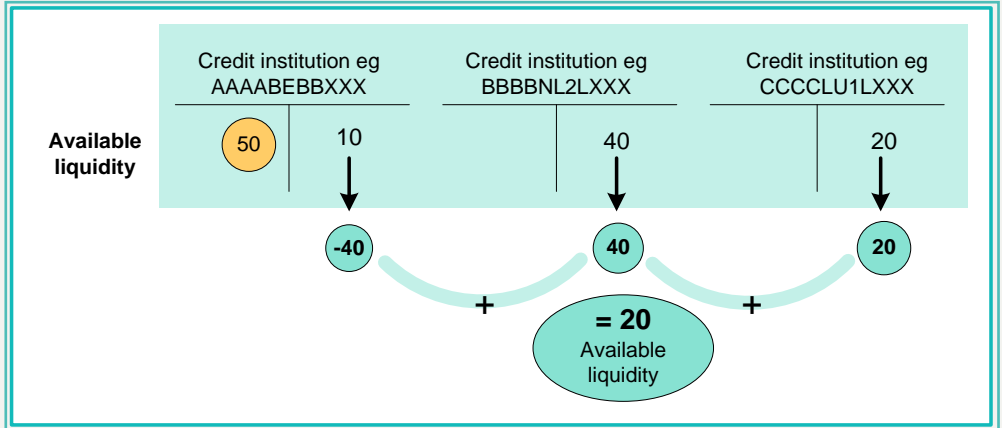 Credit institution eg
AAAABEBBXXX
Credit institution eg
BBBBNL2LXXX
Credit institution eg
CCCCLU1LXXX
Available
liquidity
50
10
40
20
-40
40
20
+
+
= 20
Available
liquidity